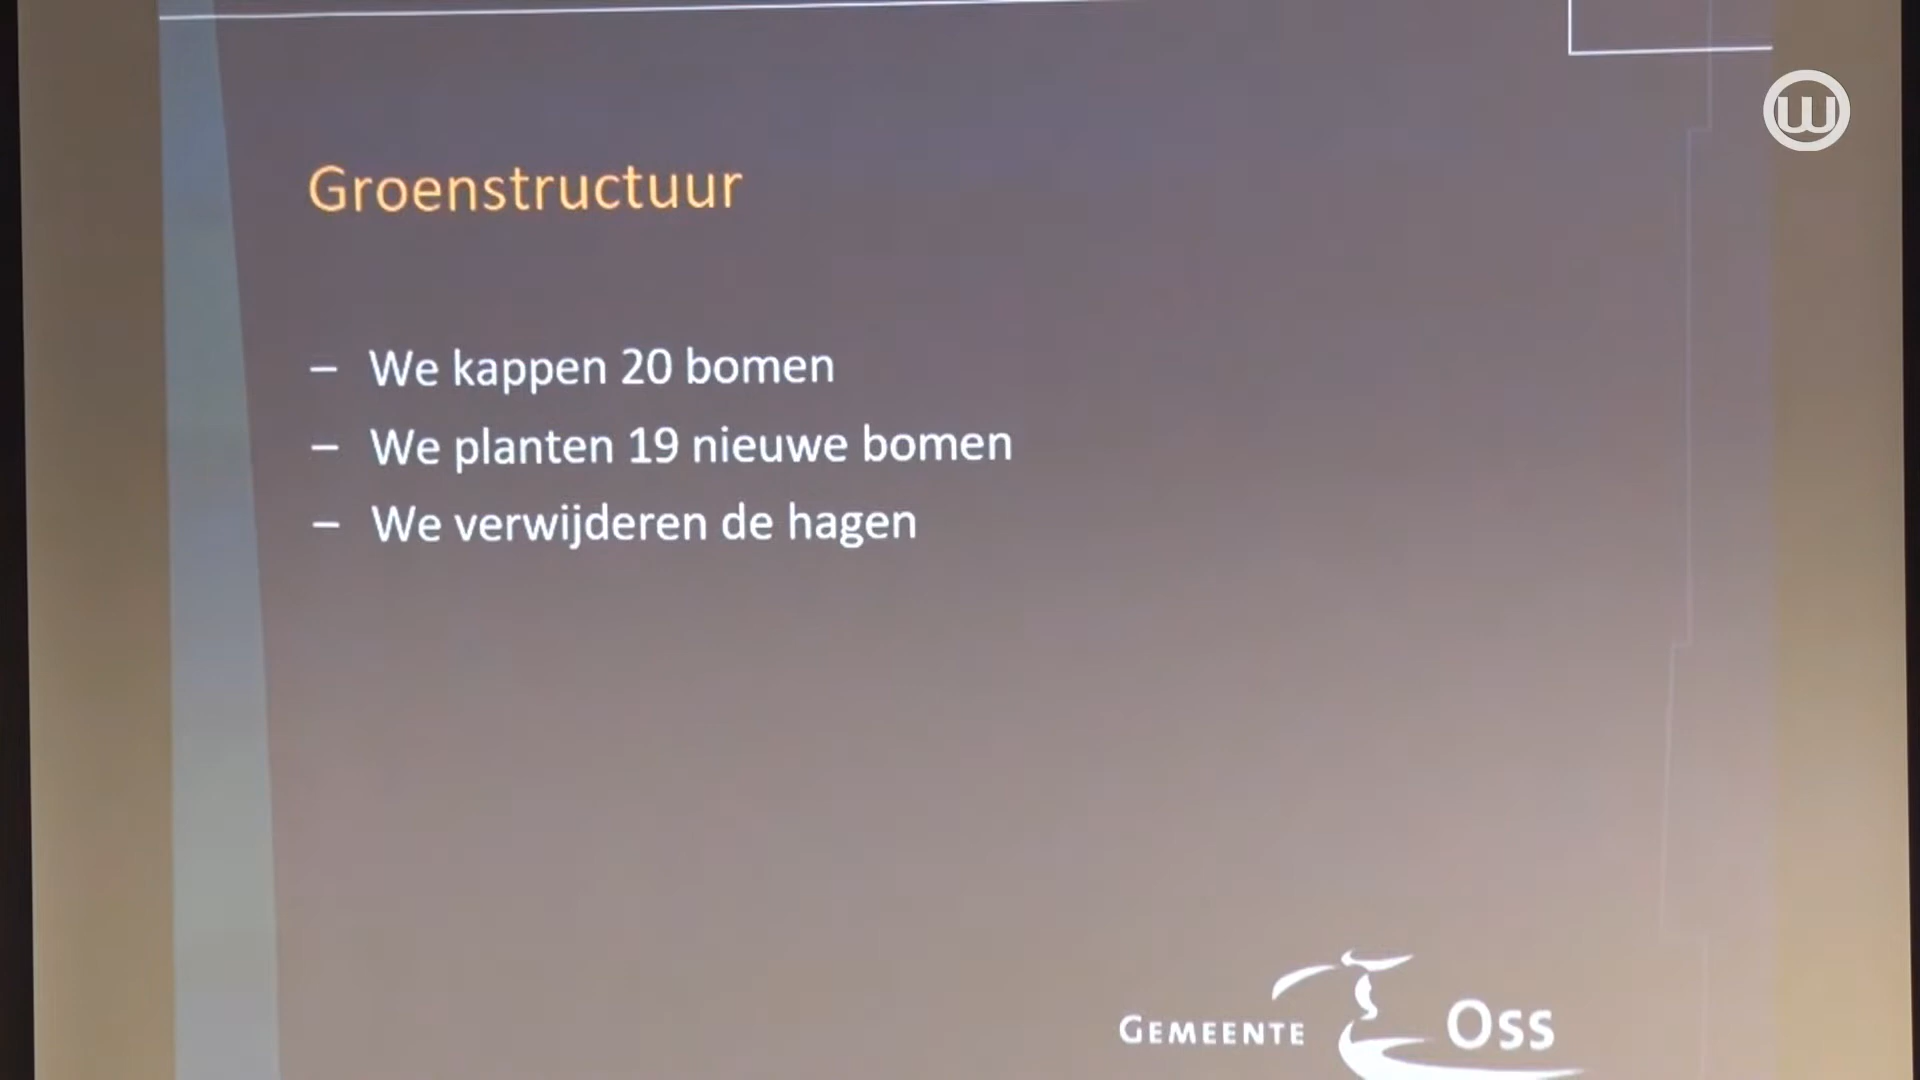 W
Groenstructuur
– We kappen 20 bomen
– We planten 19 nieuwe bomen
– We verwijderen de hagen
GEMEENTE OSS